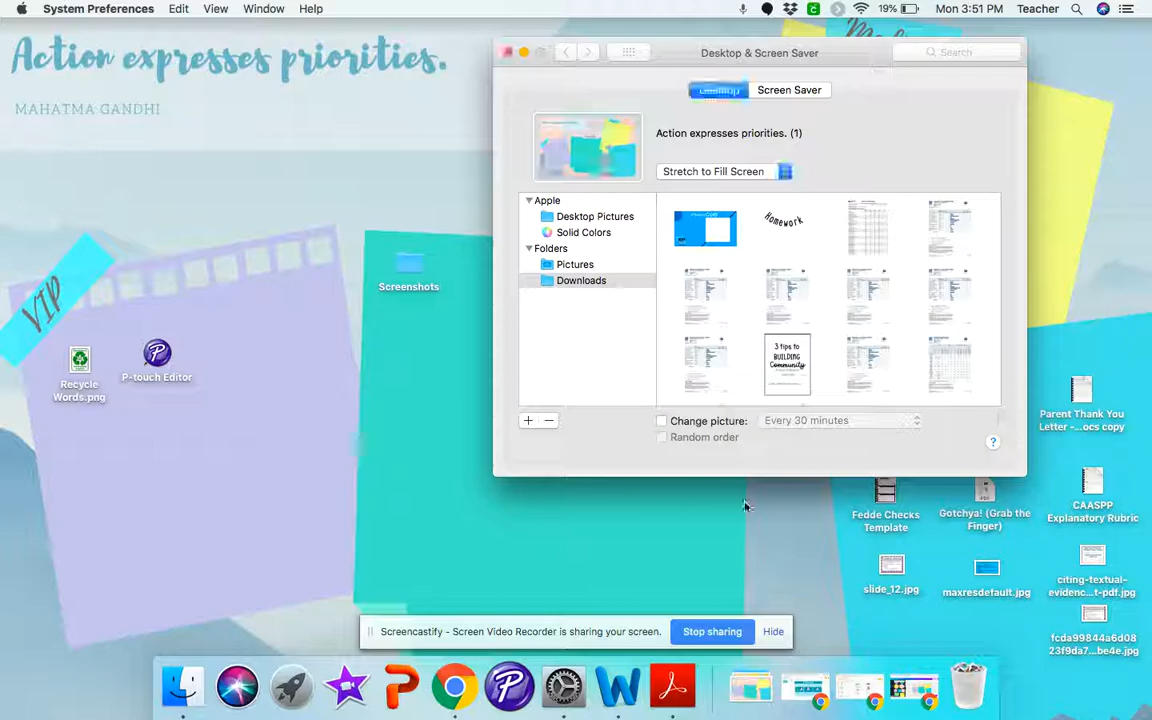 System Preferences Edit View Window Help
19% Mon 3:51 PM Teacher
Action expresses priorities.
MAHATMA GANDHI
VIP
Recycle
Words.png
P-touch Editor
Screenshots
Desktop & Screen Saver
Search
Desktop Screen Saver
Action expresses priorities. (1)
Stretch to Fill Screen
Apple
Desktop Pictures
Solid Colors
Folders
Pictures
Downloads
Homework
3 tips to
BUILDING
Community
+ −
Change picture: Every 30 minutes
Random order
?
Parent Thank You
Letter -...ocs copy
Fedde Checks
Template
Gotchya! (Grab the
Finger)
CAASPP
Explanatory Rubric
slide_12.jpg
maxresdefault.jpg
citing-textual-
evidenc...t-pdf.jpg
fcda99844a6d08
23f9da7...be4e.jpg
Screencastify - Screen Video Recorder is sharing your screen. Stop sharing Hide